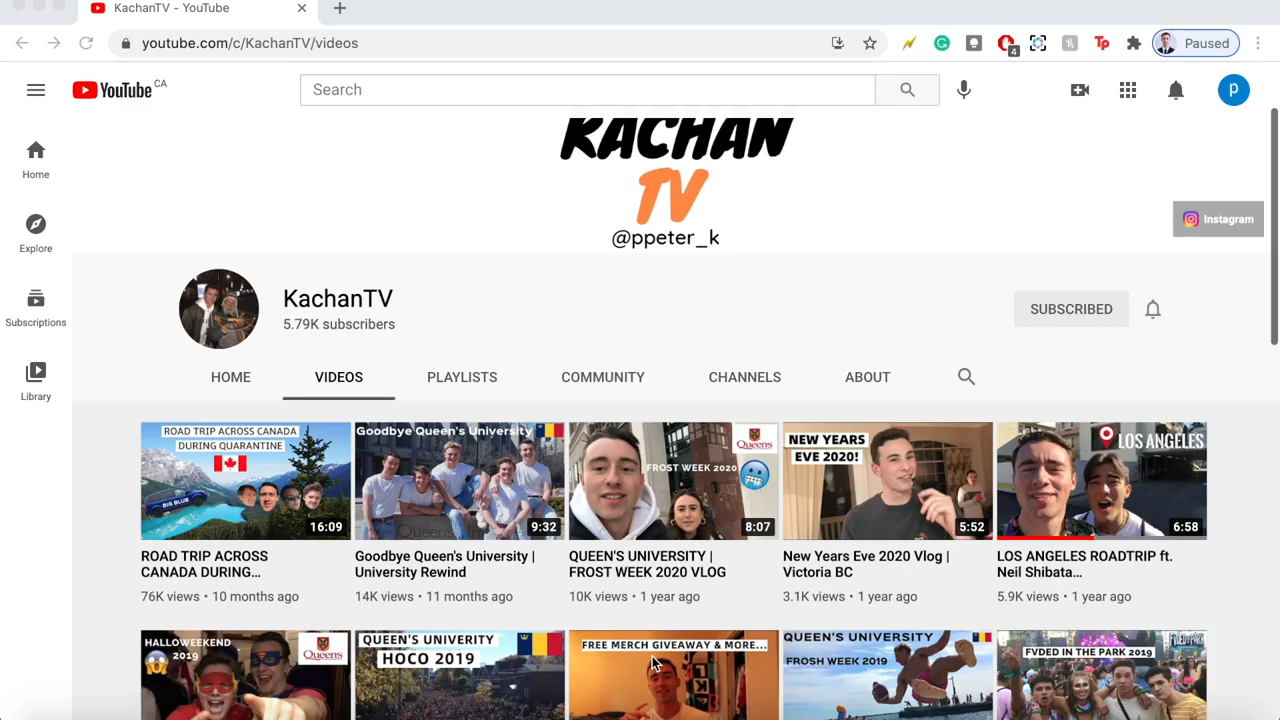 KachanTV - YouTube
youtube.com/c/KachanTV/videos
4
Tp
Paused
YouTube CA
Search
P
KACHAN
TV
@ppeter_k
Instagram
Home
Explore
Subscriptions
Library
KachanTV
5.79K subscribers
SUBSCRIBED
HOME VIDEOS PLAYLISTS COMMUNITY CHANNELS ABOUT
ROAD TRIP ACROSS CANADA
DURING QUARANTINE
BIG BLUE
16:09
Goodbye Queen's University
Queen's
9:32
Queen's
FROST WEEK 2020
8:07
NEW YEARS
EVE 2020!
5:52
LOS ANGELES
6:58
ROAD TRIP ACROSS
CANADA DURING...
76K views • 10 months ago
Goodbye Queen's University |
University Rewind
14K views • 11 months ago
QUEEN'S UNIVERSITY |
FROST WEEK 2020 VLOG
10K views • 1 year ago
New Years Eve 2020 Vlog |
Victoria BC
3.1K views • 1 year ago
LOS ANGELES ROADTRIP ft.
Neil Shibata...
5.9K views • 1 year ago
HALLOWEEKEND
2019
Queen's
QUEEN'S UNIVERITY
HOCO 2019
FREE MERCH GIVEAWAY & MORE...
QUEEN'S UNIVERSITY
FROSH WEEK 2019
FVDED IN THE PARK 2019